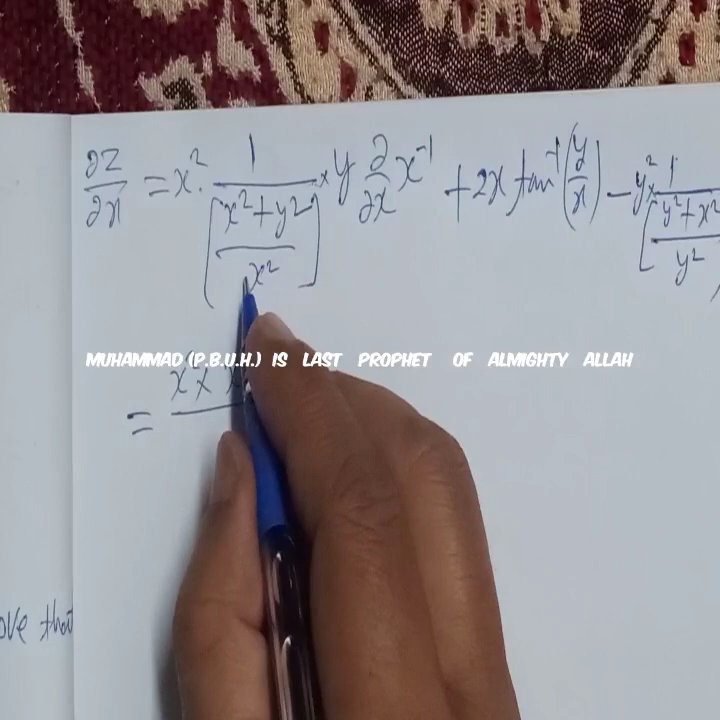 ∂z/∂x = x². 1/[(x²+y²)/x²] × y ∂/∂x x⁻¹ + 2x tan⁻¹(y/x) − y² × 1/[(y²+x²)/y²]
MUHAMMAD (P.B.U.H.) IS LAST PROPHET OF ALMIGHTY ALLAH
= x² ×
that